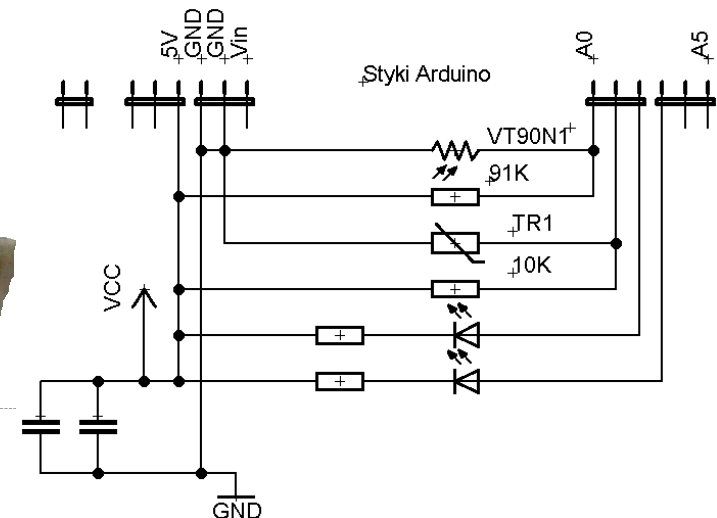 5V
GND
GND
Vin
A0
A5
Styki Arduino
VT90N1
91K
TR1
10K
VCC
GND